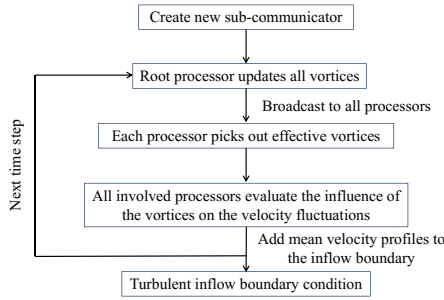 Create new sub-communicator
Root processor updates all vortices
Broadcast to all processors
Each processor picks out effective vortices
Next time step
All involved processors evaluate the influence of
the vortices on the velocity fluctuations
Add mean velocity profiles to
the inflow boundary
Turbulent inflow boundary condition